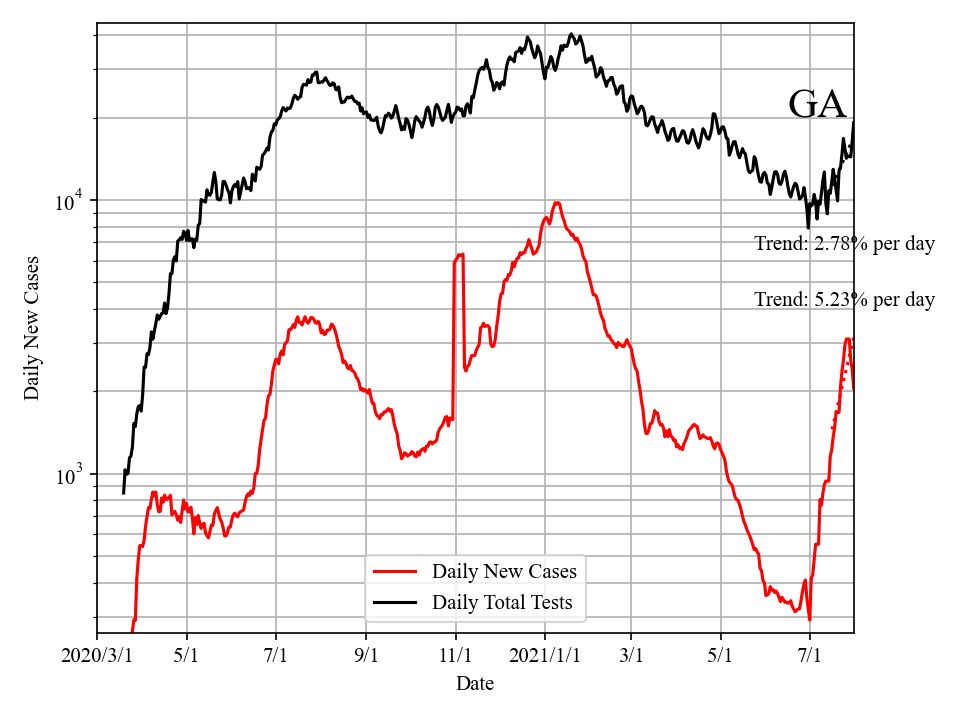 GA
10^4
Trend: 2.78% per day
Trend: 5.23% per day
Daily New Cases
10^3
Daily New Cases
Daily Total Tests
2020/3/1 5/1 7/1 9/1 11/1 2021/1/1 3/1 5/1 7/1
Date